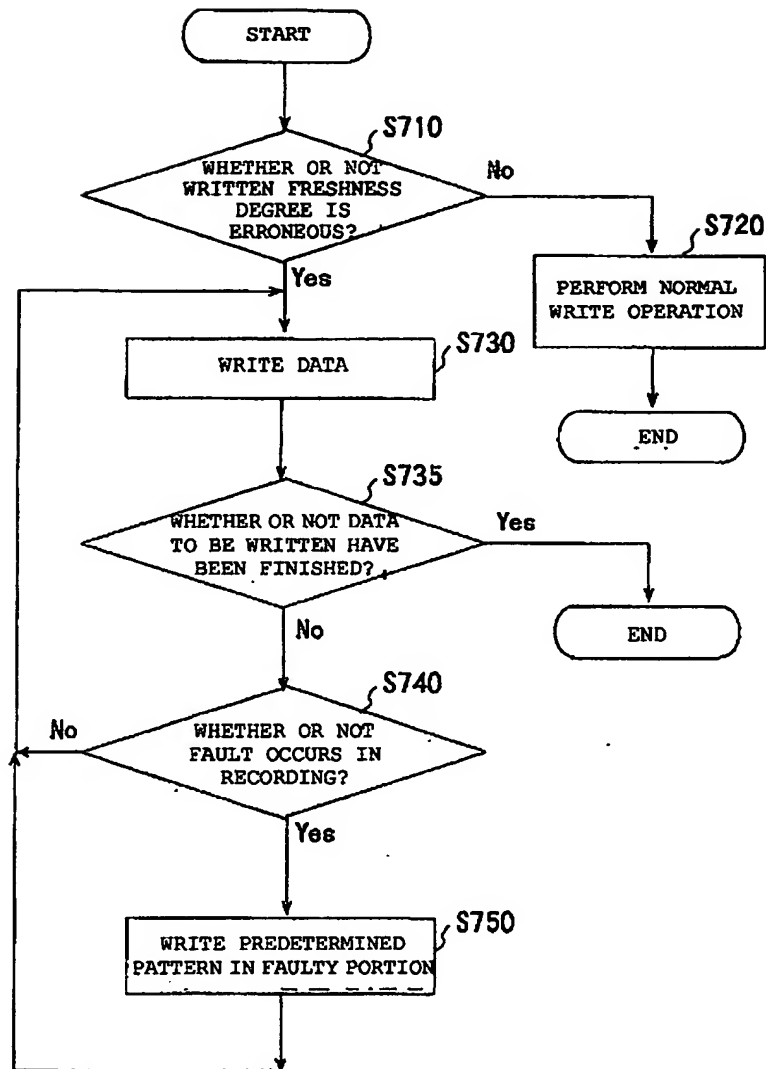 START
S710
WHETHER OR NOT
WRITTEN FRESHNESS
DEGREE IS
ERRONEOUS?
No
Yes
S720
PERFORM NORMAL
WRITE OPERATION
END
S730
WRITE DATA
S735
WHETHER OR NOT DATA
TO BE WRITTEN HAVE
BEEN FINISHED?
Yes
No
END
S740
WHETHER OR NOT
FAULT OCCURS IN
RECORDING?
No
Yes
S750
WRITE PREDETERMINED
PATTERN IN FAULTY PORTION